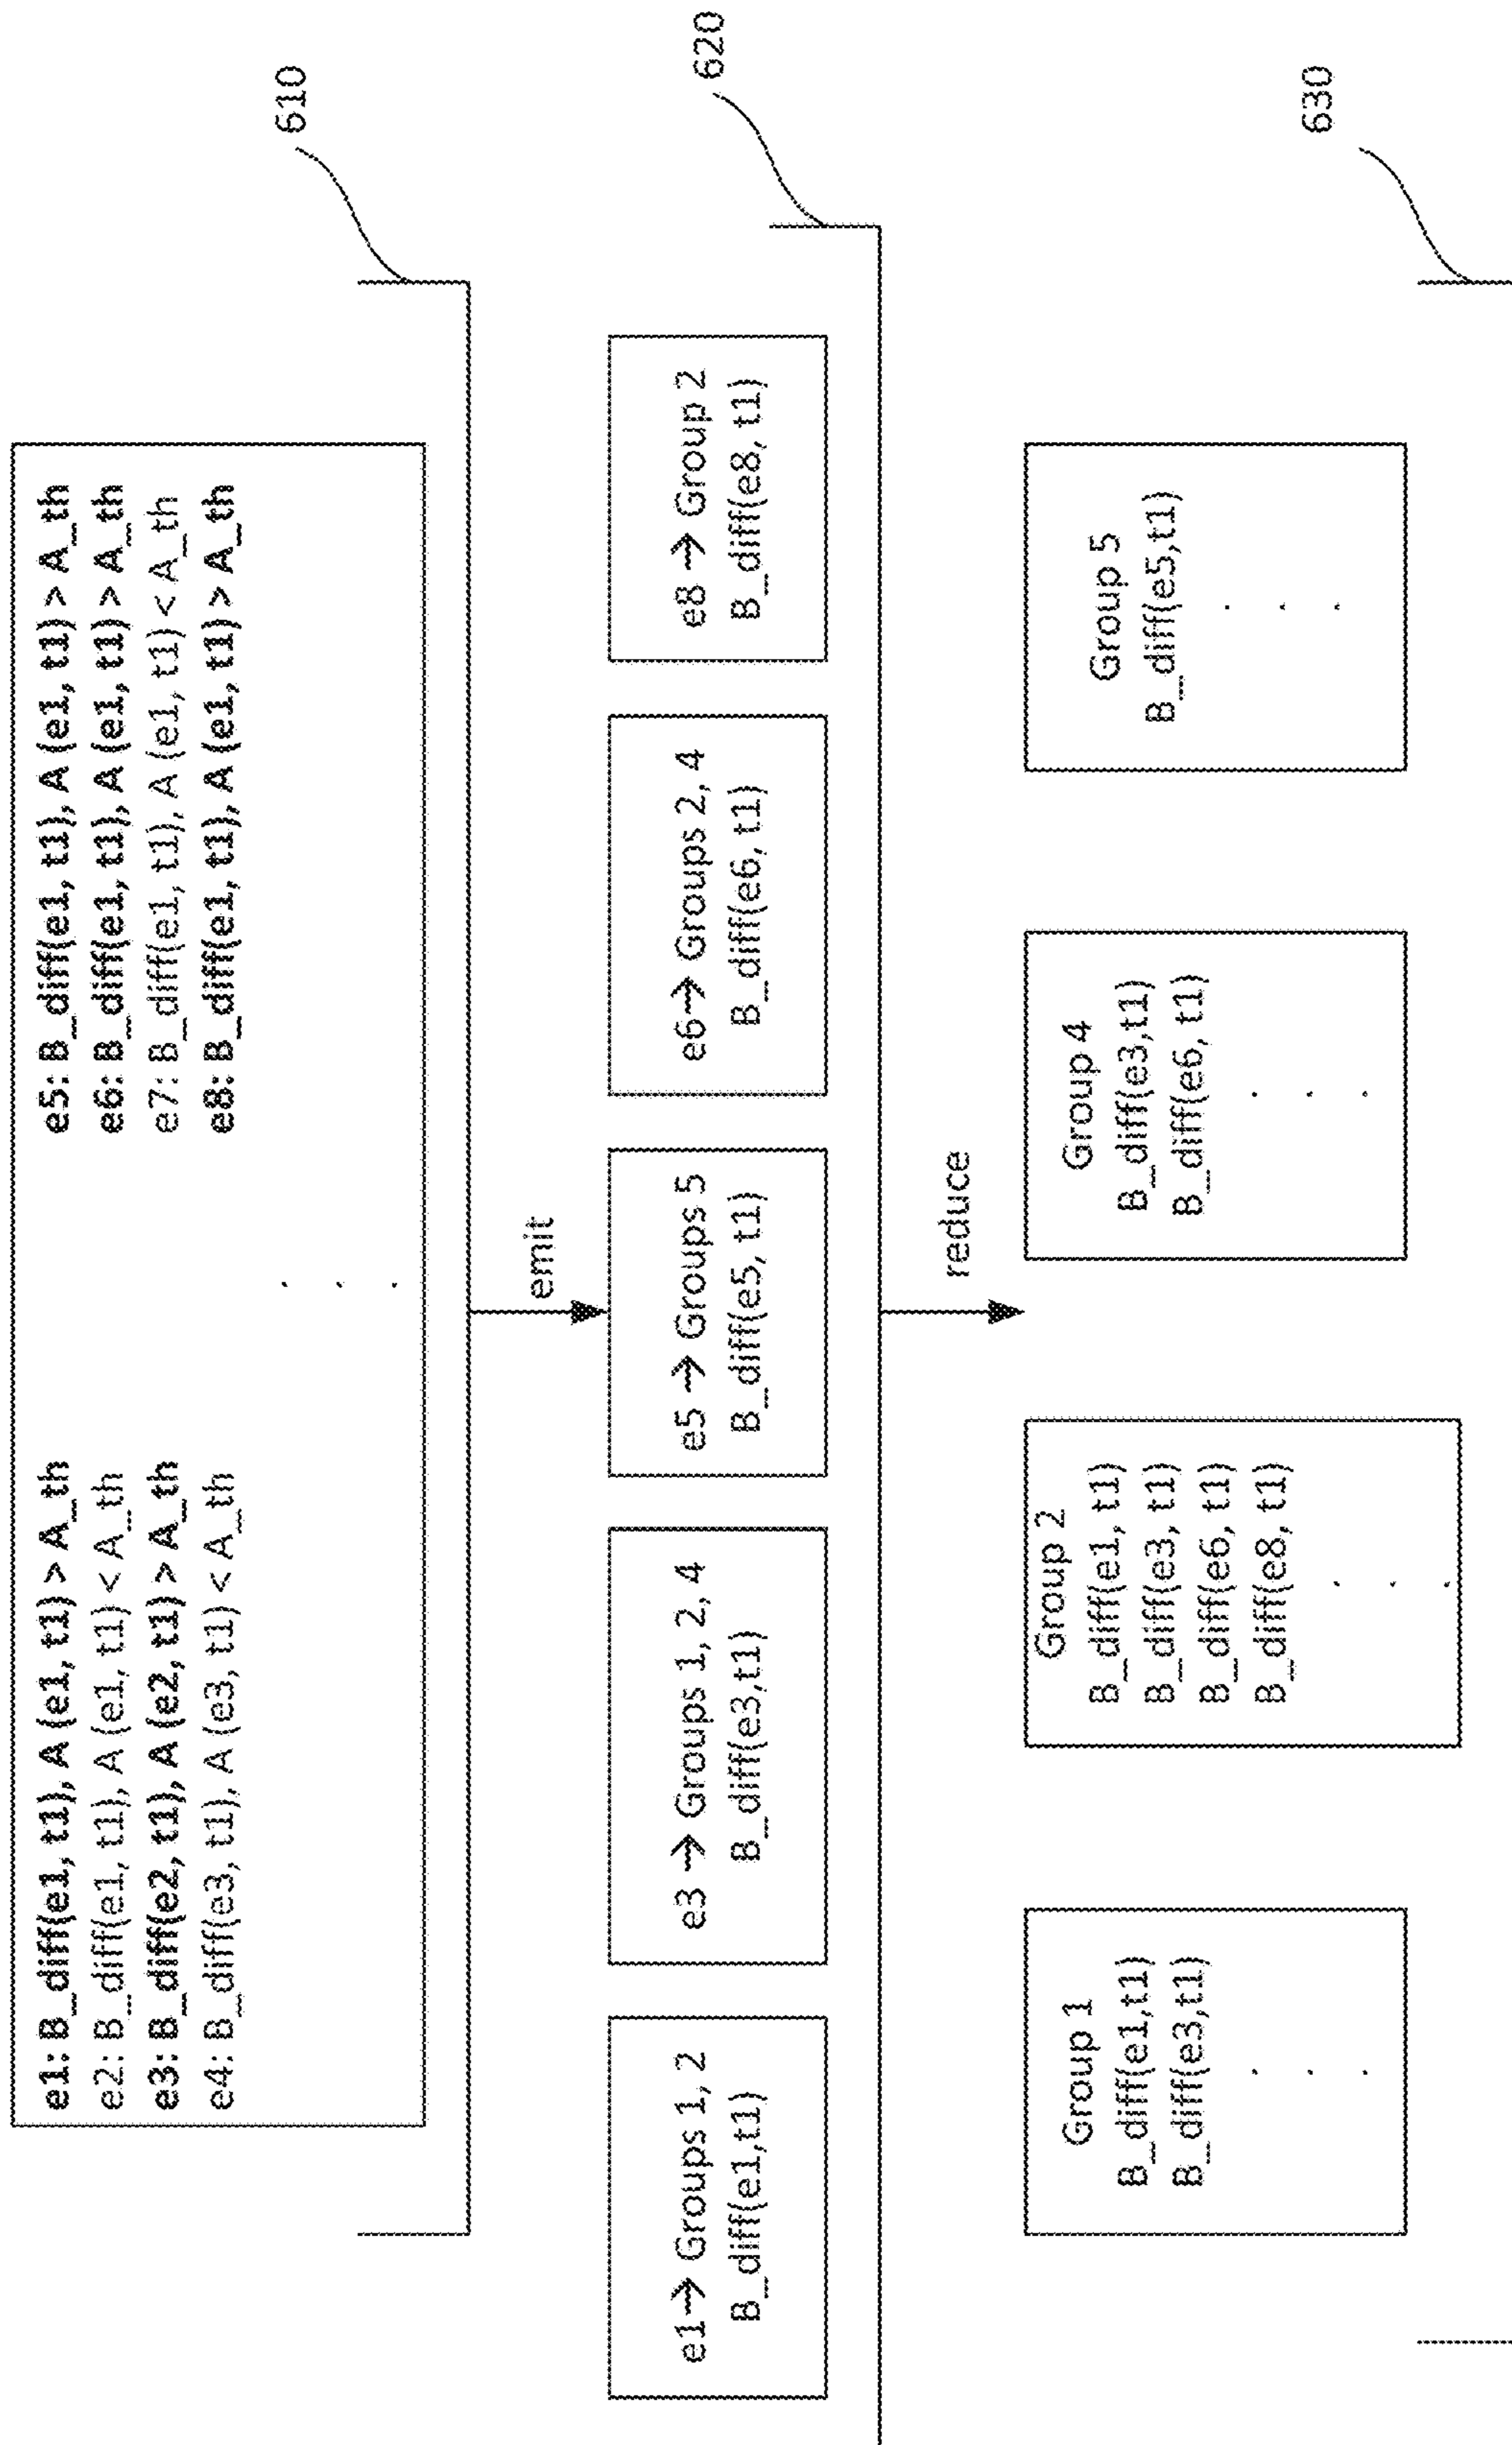 e1: B_diff(e1, t1), A (e1, t1) > A_th
e2: B_diff(e1, t1), A (e1, t1) < A_th
e3: B_diff(e2, t1), A (e2, t1) > A_th
e4: B_diff(e3, t1), A (e3, t1) < A_th
.
.
.
e5: B_diff(e1, t1), A (e1, t1) > A_th
e6: B_diff(e1, t1), A (e1, t1) > A_th
e7: B_diff(e1, t1), A (e1, t1) < A_th
e8: B_diff(e1, t1), A (e1, t1) > A_th
610
emit
e1→ Groups 1, 2
B_diff(e1,t1)
e3 → Groups 1, 2, 4
B_diff(e3,t1)
e5 → Groups 5
B_diff(e5, t1)
e6→ Groups 2, 4
B_diff(e6, t1)
e8 → Group 2
B_diff(e8, t1)
620
reduce
Group 1
B_diff(e1,t1)
B_diff(e3,t1)
.
.
.
Group 2
B_diff(e1, t1)
B_diff(e3, t1)
B_diff(e6, t1)
B_diff(e8, t1)
.
.
.
Group 4
B_diff(e3,t1)
B_diff(e6, t1)
.
.
.
Group 5
B_diff(e5,t1)
.
.
.
630